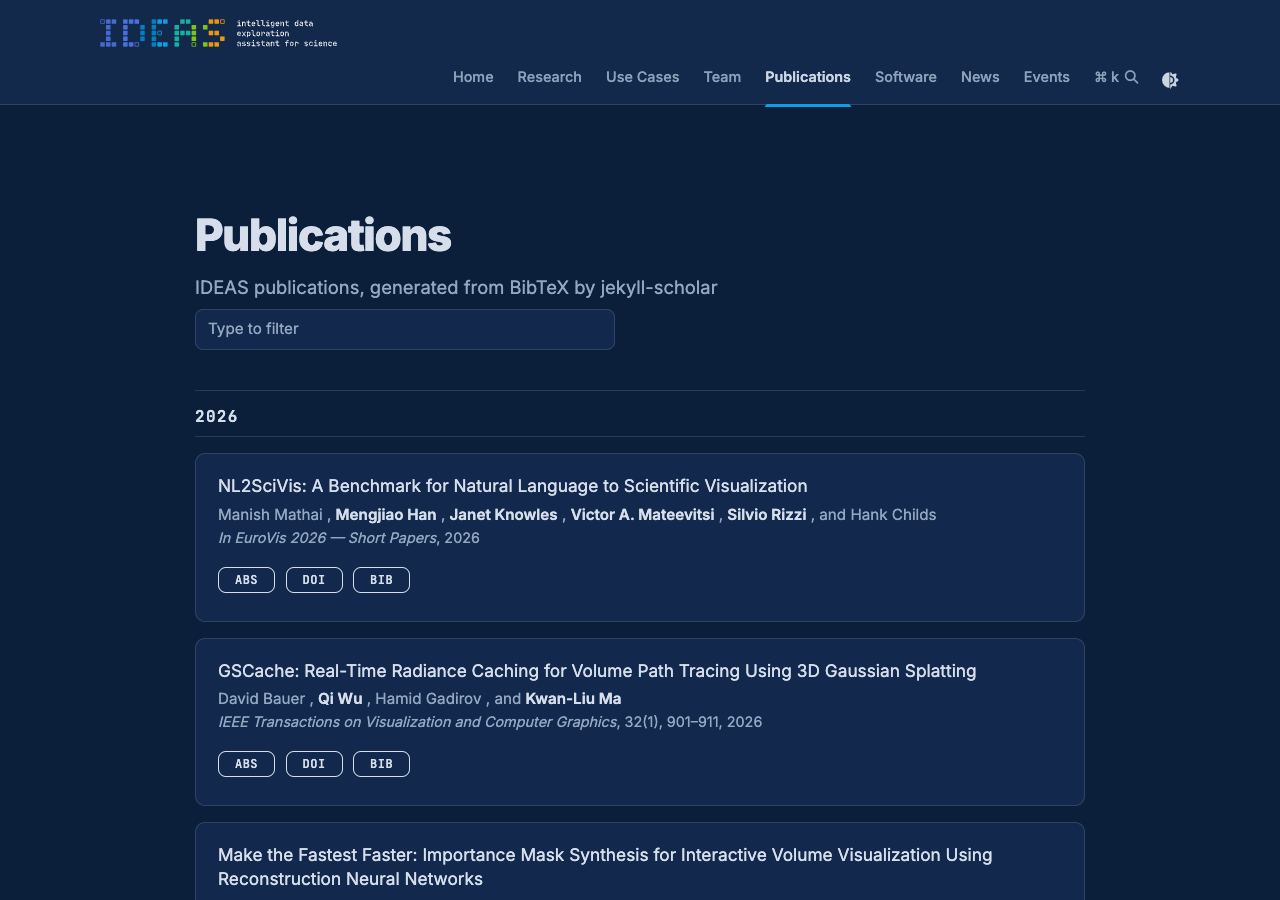 IDEAS
intelligent data
exploration
assistant for science
Home Research Use Cases Team Publications Software News Events ⌘ k
Publications
IDEAS publications, generated from BibTeX by jekyll-scholar
Type to filter
2026
NL2SciVis: A Benchmark for Natural Language to Scientific Visualization
Manish Mathai , Mengjiao Han , Janet Knowles , Victor A. Mateevitsi , Silvio Rizzi , and Hank Childs
In EuroVis 2026 — Short Papers, 2026
ABS DOI BIB
GSCache: Real-Time Radiance Caching for Volume Path Tracing Using 3D Gaussian Splatting
David Bauer , Qi Wu , Hamid Gadirov , and Kwan-Liu Ma
IEEE Transactions on Visualization and Computer Graphics, 32(1), 901–911, 2026
ABS DOI BIB
Make the Fastest Faster: Importance Mask Synthesis for Interactive Volume Visualization Using
Reconstruction Neural Networks